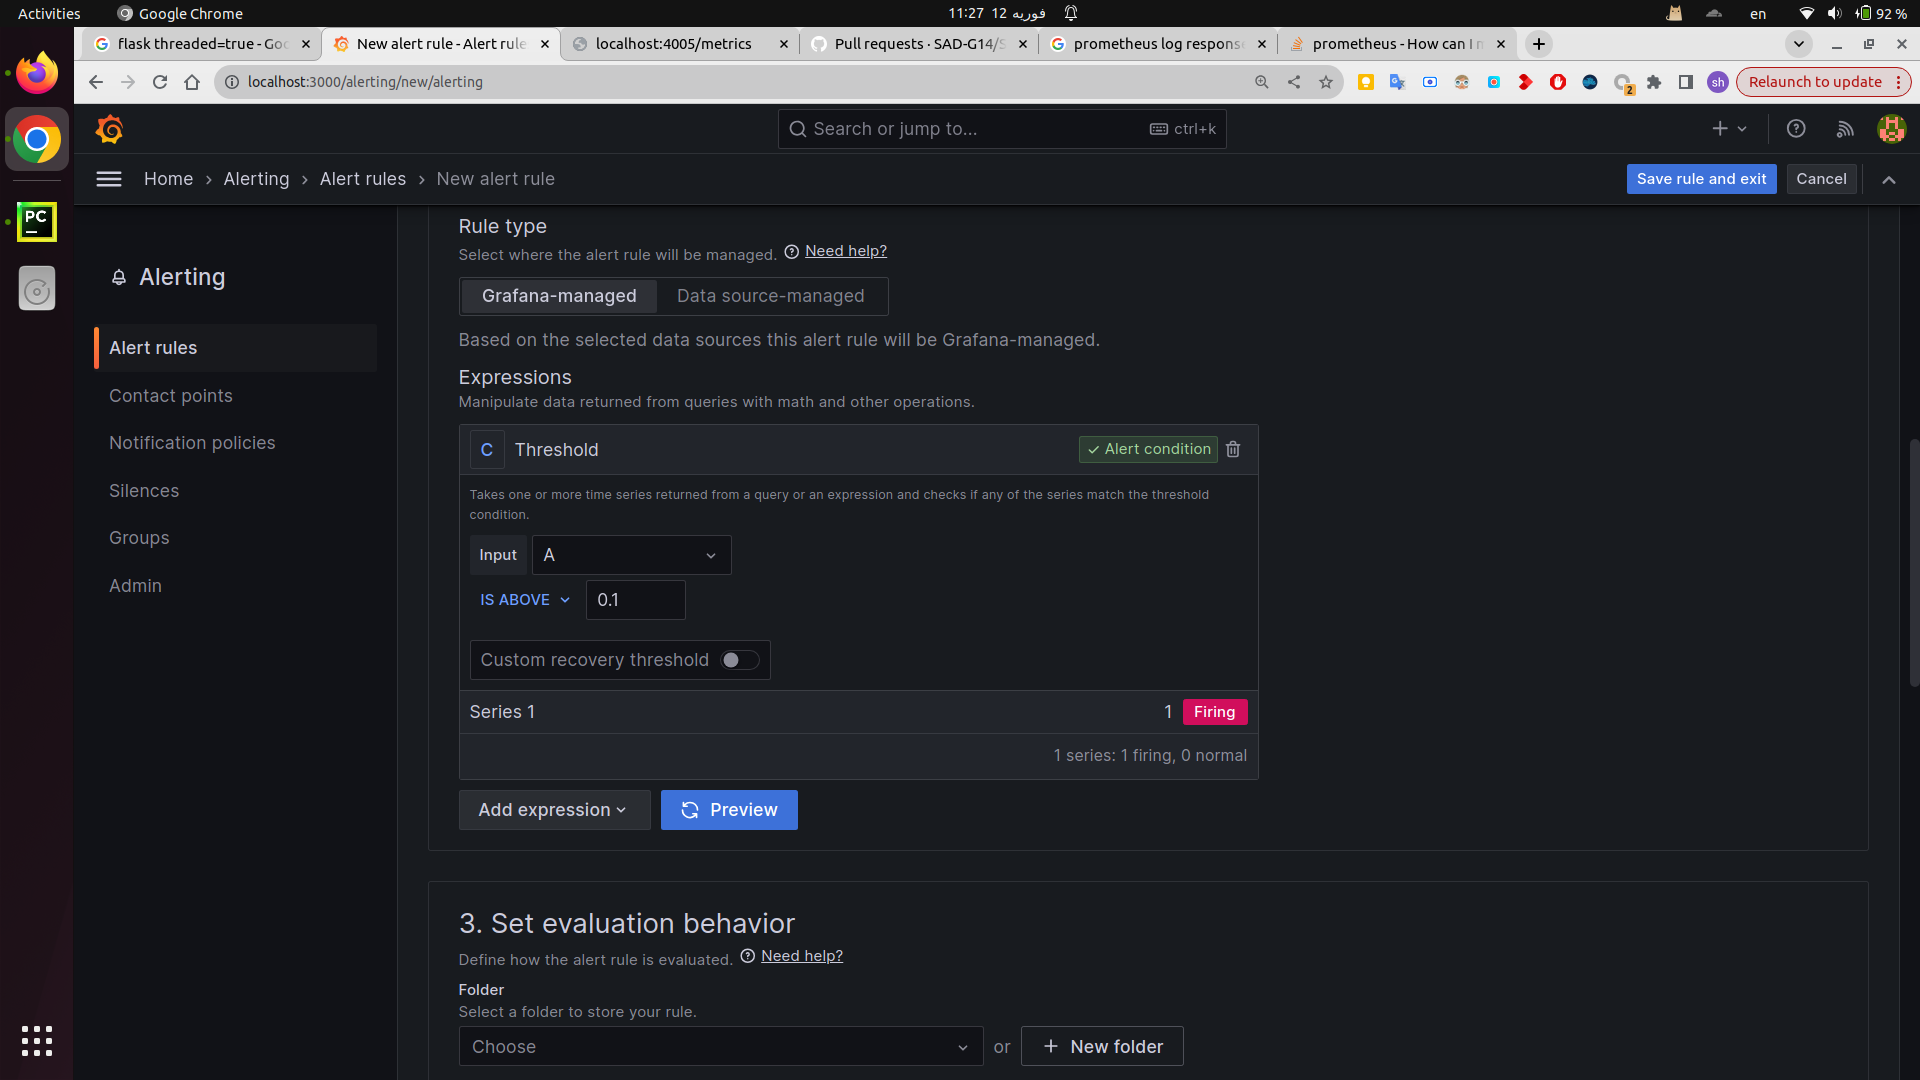 Activities
Google Chrome
11:27 12 فوریه
en
92 %
flask threaded=true - Goo
New alert rule - Alert rule
localhost:4005/metrics
Pull requests · SAD-G14/S
prometheus log response
prometheus - How can I m
localhost:3000/alerting/new/alerting
2
sh
Relaunch to update
Search or jump to...
ctrl+k
Home › Alerting › Alert rules › New alert rule
Save rule and exit
Cancel
PC
Alerting
Alert rules
Contact points
Notification policies
Silences
Groups
Admin
Rule type
Select where the alert rule will be managed. Need help?
Grafana-managed
Data source-managed
Based on the selected data sources this alert rule will be Grafana-managed.
Expressions
Manipulate data returned from queries with math and other operations.
C Threshold
Alert condition
Takes one or more time series returned from a query or an expression and checks if any of the series match the threshold
condition.
Input A
IS ABOVE 0.1
Custom recovery threshold
Series 1 1 Firing
1 series: 1 firing, 0 normal
Add expression
Preview
3. Set evaluation behavior
Define how the alert rule is evaluated. Need help?
Folder
Select a folder to store your rule.
Choose or + New folder